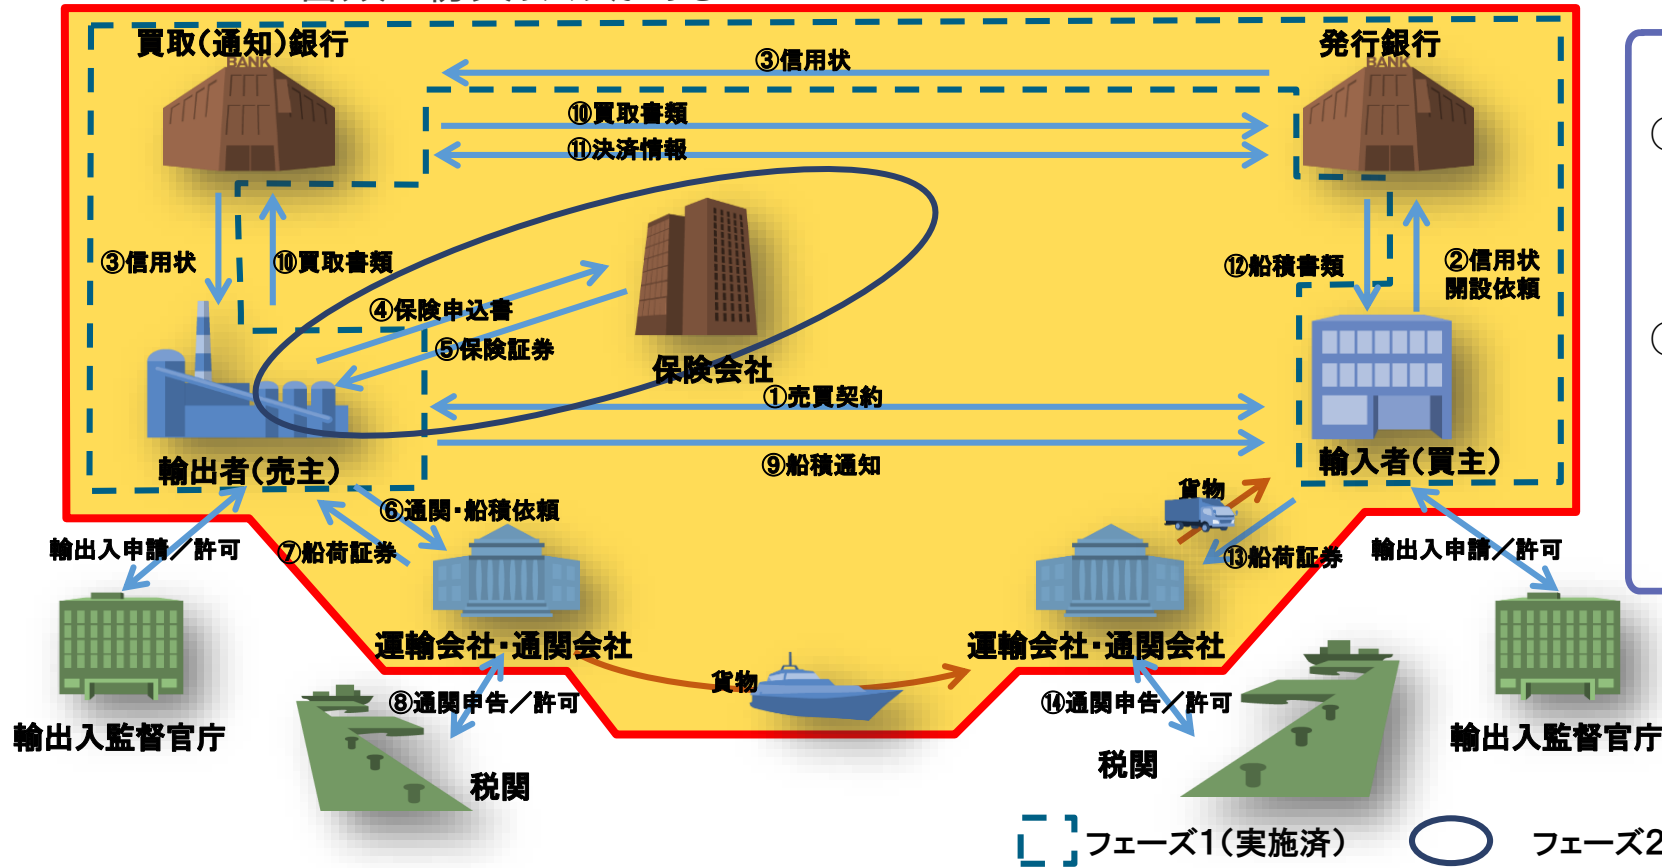 買取(通知)銀行
BANK
発行銀行
BANK
③信用状
⑩買取書類
⑪決済情報
③信用状
⑩買取書類
④保険申込書
⑤保険証券
保険会社
⑫船積書類
②信用状
開設依頼
①売買契約
⑨船積通知
輸出者(売主)
輸入者(買主)
⑥通関・船積依頼
⑦船荷証券
貨物
⑬船荷証券
輸出入申請/許可
輸出入申請/許可
運輸会社・通関会社
運輸会社・通関会社
貨物
⑧通関申告/許可
⑭通関申告/許可
輸出入監督官庁
輸出入監督官庁
税関
税関
フェーズ1(実施済)
フェーズ2